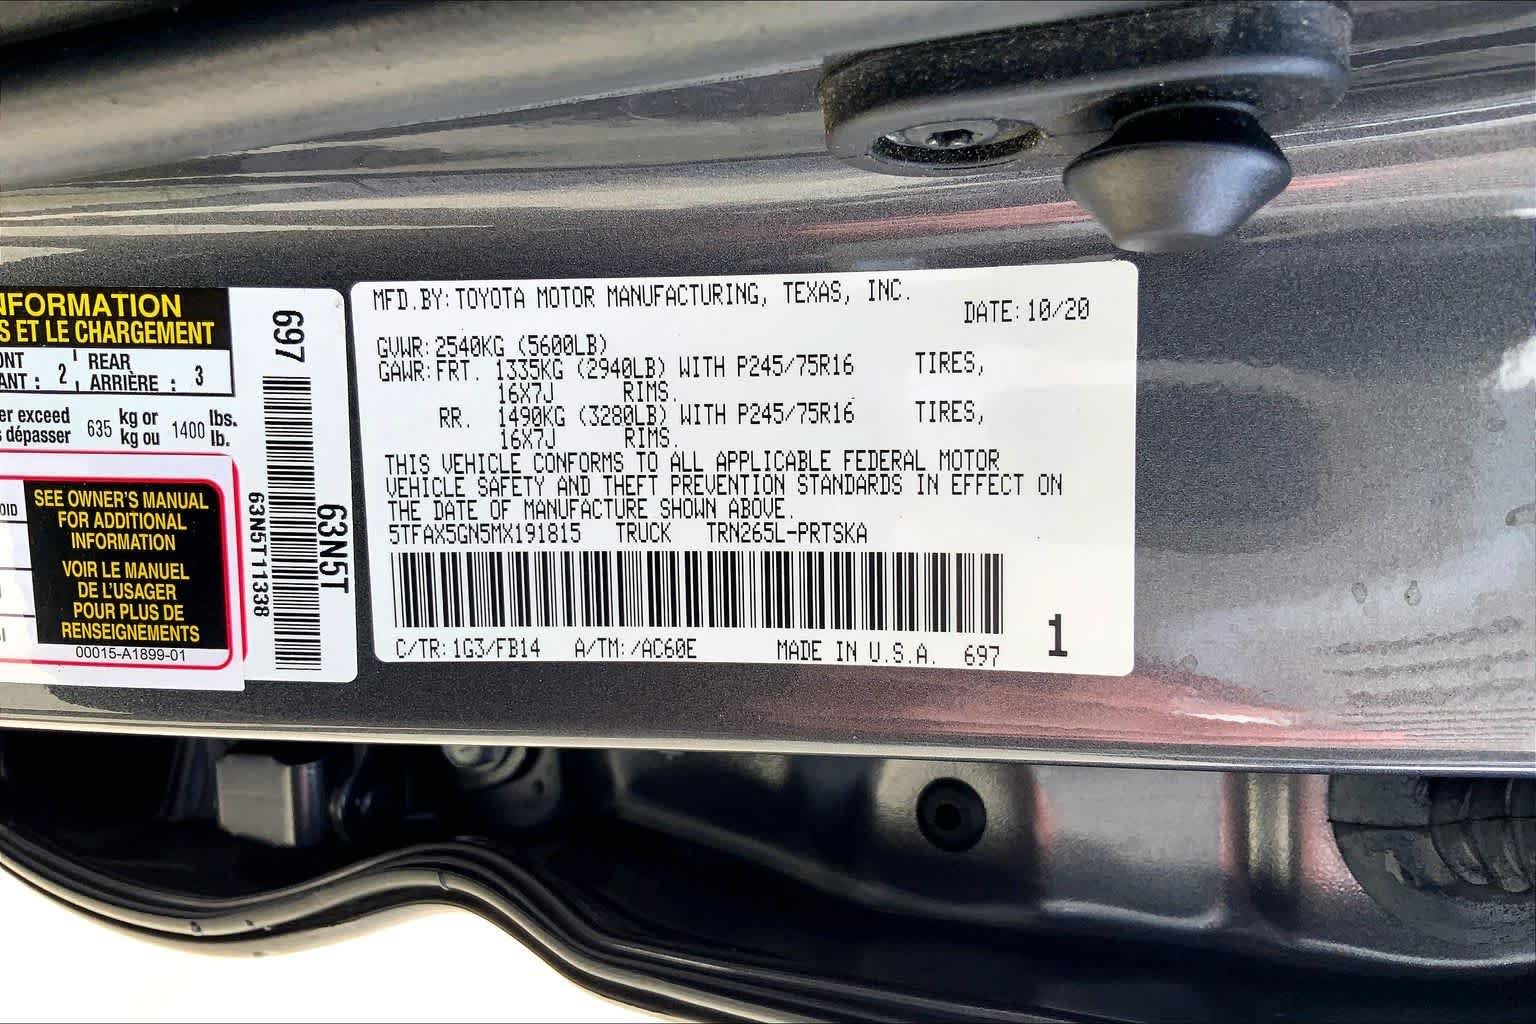 NFORMATION
S ET LE CHARGEMENT
ONT 2 REAR
ANT : ARRIÈRE : 3
er exceed 635 kg or 1400 lbs.
s dépasser kg ou lb.
OID
SEE OWNER'S MANUAL
FOR ADDITIONAL
INFORMATION
VOIR LE MANUEL
DE L'USAGER
POUR PLUS DE
RENSEIGNEMENTS
00015-A1899-01
697
63N5T
63N5T11338
MFD.BY:TOYOTA MOTOR MANUFACTURING, TEXAS, INC.
DATE:10/20
GVWR:2540KG (5600LB)
GAWR:FRT. 1335KG (2940LB) WITH P245/75R16 TIRES,
16X7J RIMS.
RR. 1490KG (3280LB) WITH P245/75R16 TIRES,
16X7J RIMS.
THIS VEHICLE CONFORMS TO ALL APPLICABLE FEDERAL MOTOR
VEHICLE SAFETY AND THEFT PREVENTION STANDARDS IN EFFECT ON
THE DATE OF MANUFACTURE SHOWN ABOVE.
5TFAX5GN5MX191815 TRUCK TRN265L-PRTSKA
C/TR:1G3/FB14 A/TM:/AC60E MADE IN U.S.A. 697
1